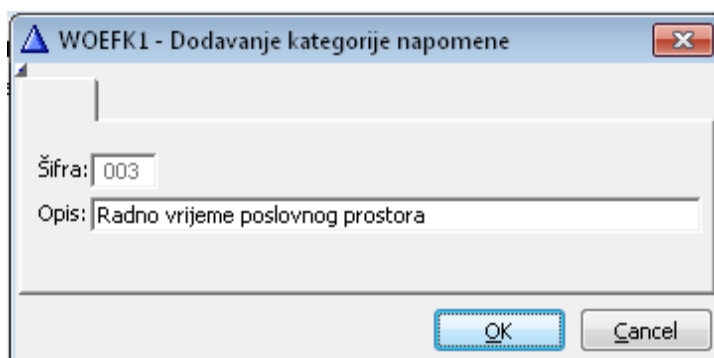 WOEFK1 - Dodavanje kategorije napomene
Šifra: 003
Opis: Radno vrijeme poslovnog prostora
OK Cancel